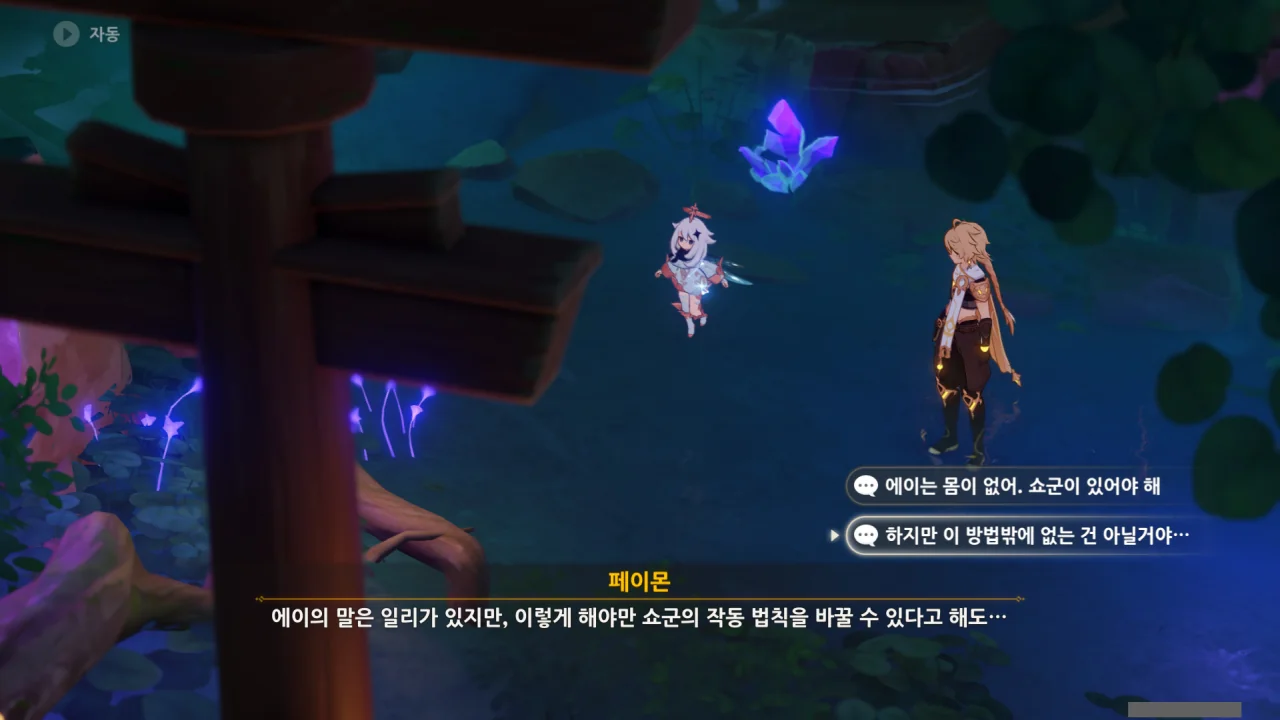 자동
에이는 몸이 없어. 쇼군이 있어야 해
하지만 이 방법밖에 없는 건 아닐거야…
페이몬
에이의 말은 일리가 있지만, 이렇게 해야만 쇼군의 작동 법칙을 바꿀 수 있다고 해도…